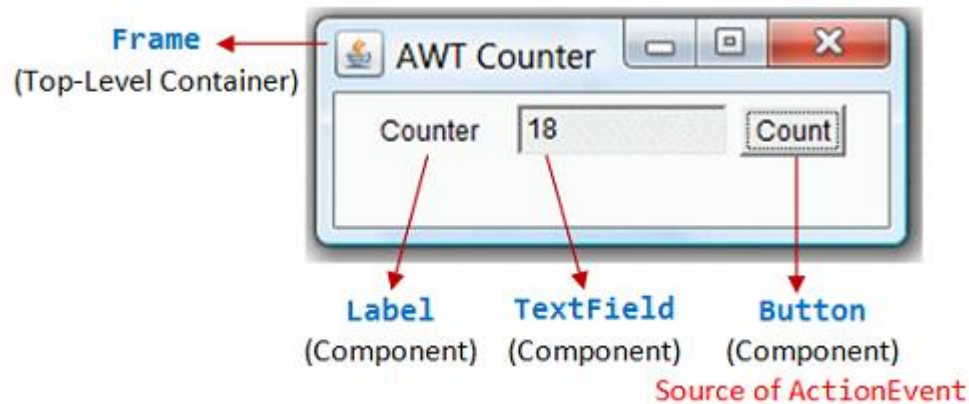 Frame
(Top-Level Container)
AWT Counter
Counter 18 Count
Label TextField Button
(Component) (Component) (Component)
Source of ActionEvent